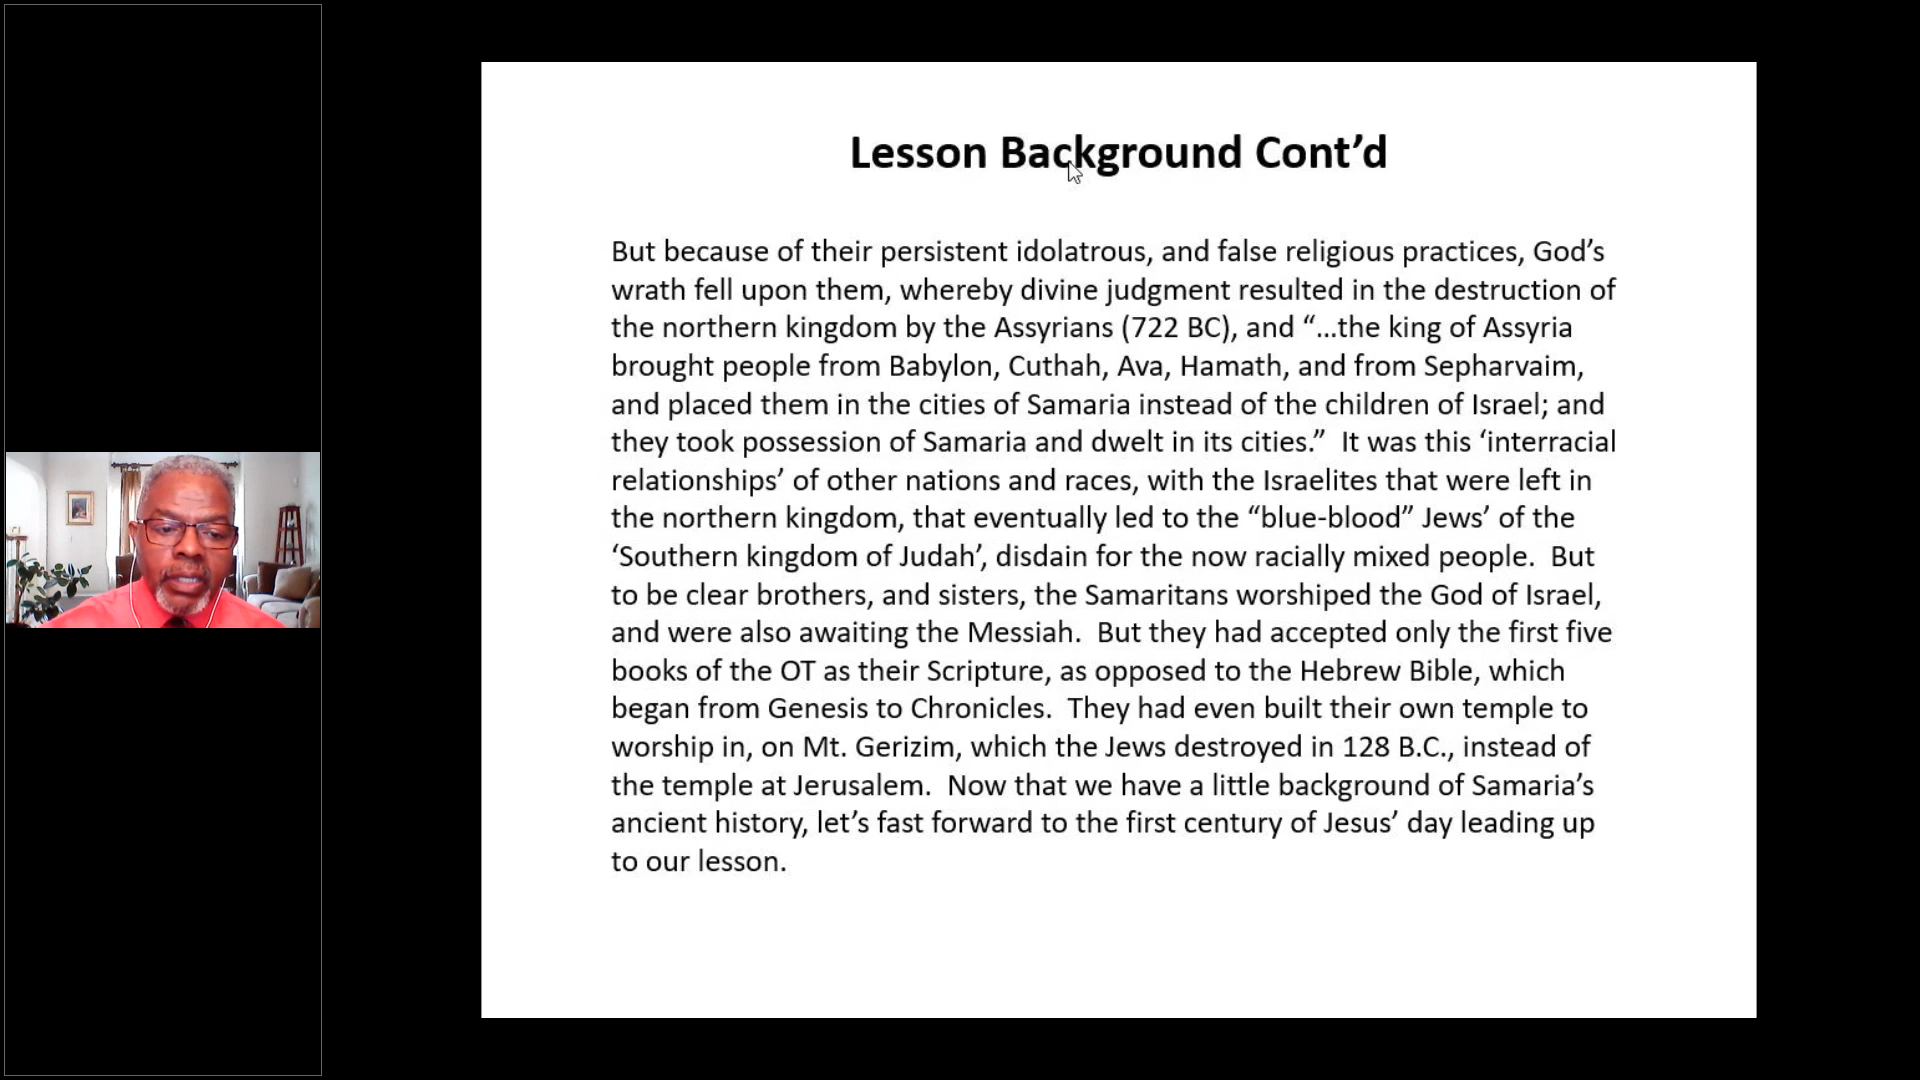 Lesson Background Cont’d
But because of their persistent idolatrous, and false religious practices, God’s
wrath fell upon them, whereby divine judgment resulted in the destruction of
the northern kingdom by the Assyrians (722 BC), and “…the king of Assyria
brought people from Babylon, Cuthah, Ava, Hamath, and from Sepharvaim,
and placed them in the cities of Samaria instead of the children of Israel; and
they took possession of Samaria and dwelt in its cities.”  It was this ‘interracial
relationships’ of other nations and races, with the Israelites that were left in
the northern kingdom, that eventually led to the “blue-blood” Jews’ of the
‘Southern kingdom of Judah’, disdain for the now racially mixed people.  But
to be clear brothers, and sisters, the Samaritans worshiped the God of Israel,
and were also awaiting the Messiah.  But they had accepted only the first five
books of the OT as their Scripture, as opposed to the Hebrew Bible, which
began from Genesis to Chronicles.  They had even built their own temple to
worship in, on Mt. Gerizim, which the Jews destroyed in 128 B.C., instead of
the temple at Jerusalem.  Now that we have a little background of Samaria’s
ancient history, let’s fast forward to the first century of Jesus’ day leading up
to our lesson.